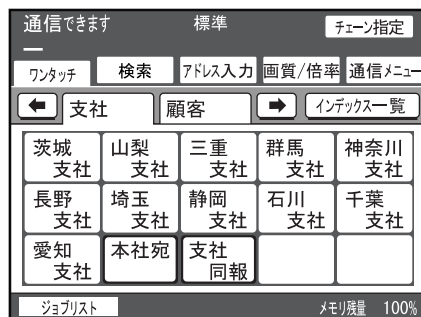 通信できます 標準 チェーン指定
ワンタッチ 検索 アドレス入力 画質/倍率 通信メニュー
支社 顧客 インデックス一覧
茨城 山梨 三重 群馬 神奈川
支社 支社 支社 支社 支社
長野 埼玉 静岡 石川 千葉
支社 支社 支社 支社 支社
愛知 本社宛 支社
支社 同報
ジョブリスト メモリ残量 100%